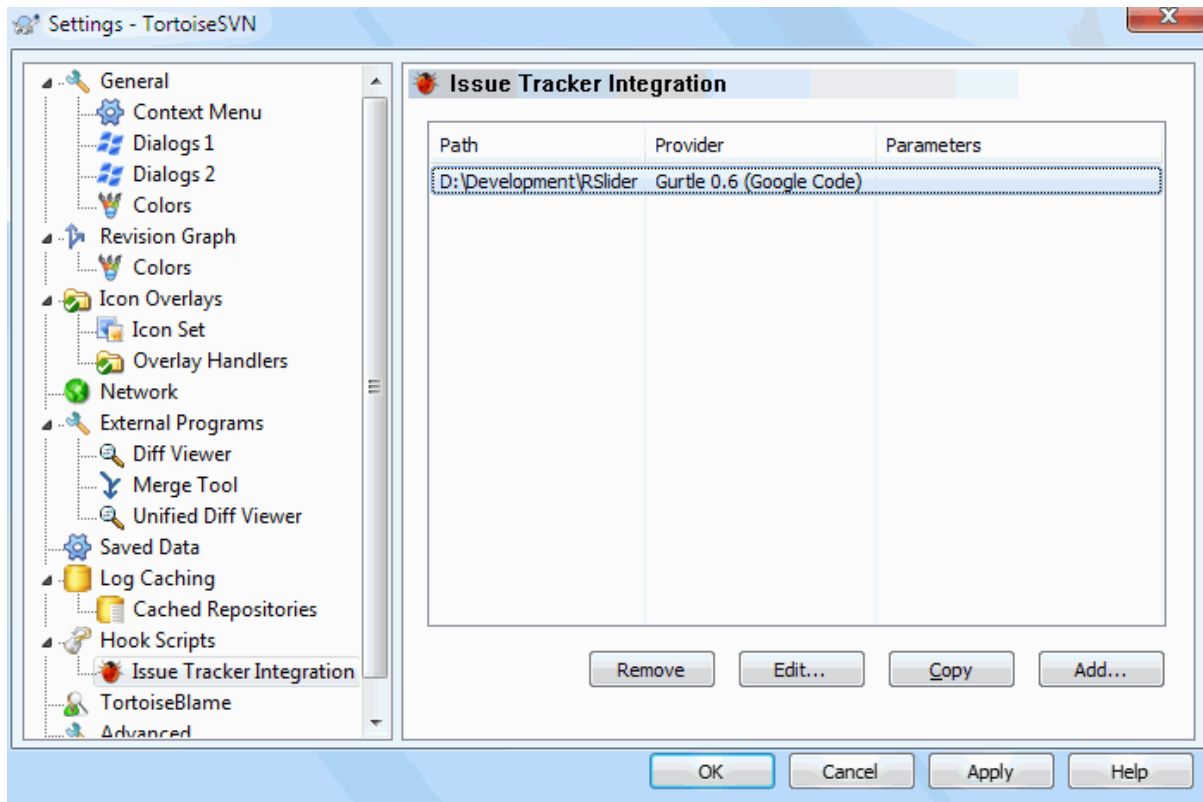 Settings - TortoiseSVN
General
Context Menu
Dialogs 1
Dialogs 2
Colors
Revision Graph
Colors
Icon Overlays
Icon Set
Overlay Handlers
Network
External Programs
Diff Viewer
Merge Tool
Unified Diff Viewer
Saved Data
Log Caching
Cached Repositories
Hook Scripts
Issue Tracker Integration
TortoiseBlame
Advanced
Issue Tracker Integration
Path Provider Parameters
D:\Development\RSlider Gurtle 0.6 (Google Code)
Remove Edit... Copy Add...
OK Cancel Apply Help